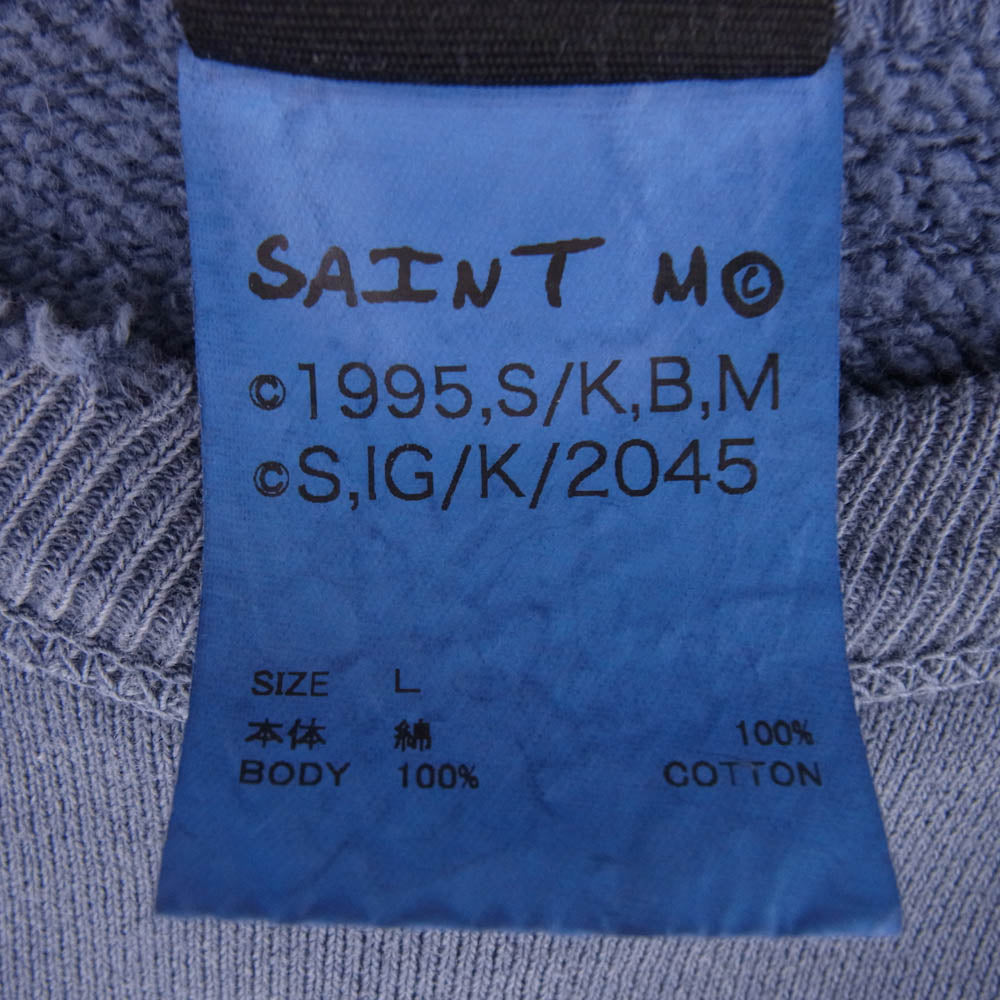 SAINT M©
©1995,S/K,B,M
©S,IG/K/2045
SIZE L
本体 綿 100%
BODY 100% COTTON